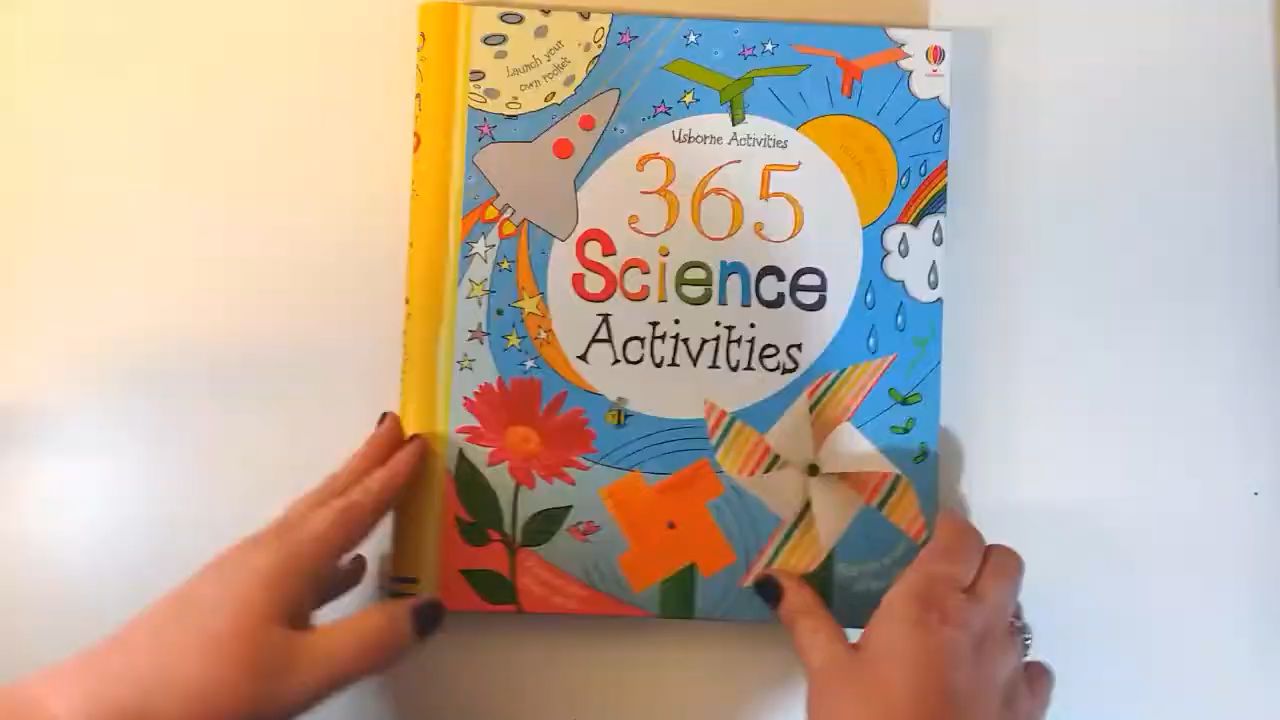 Launch your
own rocket
Usborne Activities
365
Science
Activities